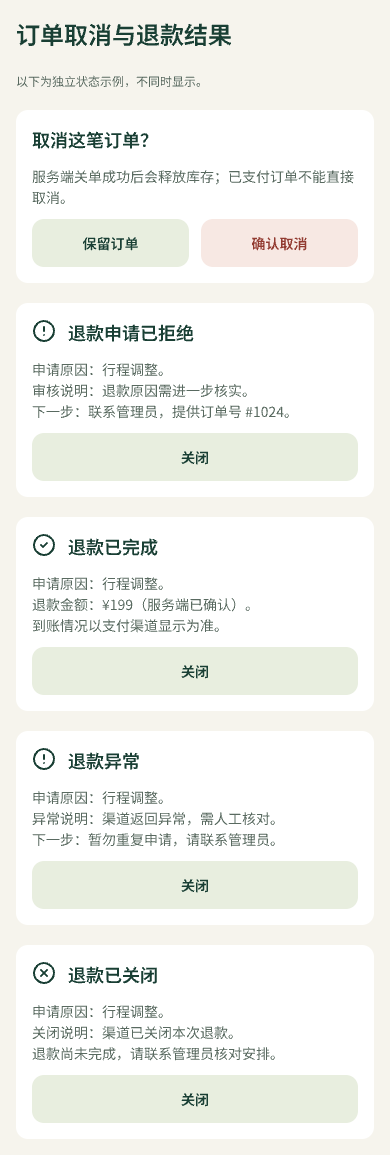 订单取消与退款结果
以下为独立状态示例，不同时显示。
取消这笔订单？
服务端关单成功后会释放库存；已支付订单不能直接
取消。
保留订单
确认取消
退款申请已拒绝
申请原因：行程调整。
审核说明：退款原因需进一步核实。
下一步：联系管理员，提供订单号 #1024。
关闭
退款已完成
申请原因：行程调整。
退款金额：¥199（服务端已确认）。
到账情况以支付渠道显示为准。
关闭
退款异常
申请原因：行程调整。
异常说明：渠道返回异常，需人工核对。
下一步：暂勿重复申请，请联系管理员。
关闭
退款已关闭
申请原因：行程调整。
关闭说明：渠道已关闭本次退款。
退款尚未完成，请联系管理员核对安排。
关闭